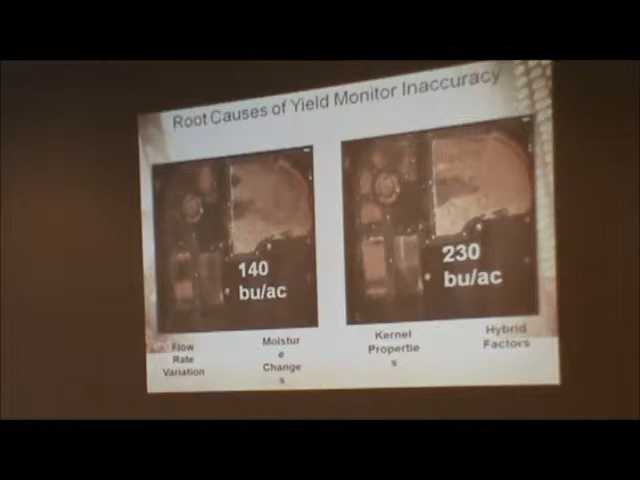 Root Causes of Yield Monitor Inaccuracy
140
bu/ac
230
bu/ac
Flow
Rate
Variation
Moistur
e
Change
s
Kernel
Propertie
s
Hybrid
Factors